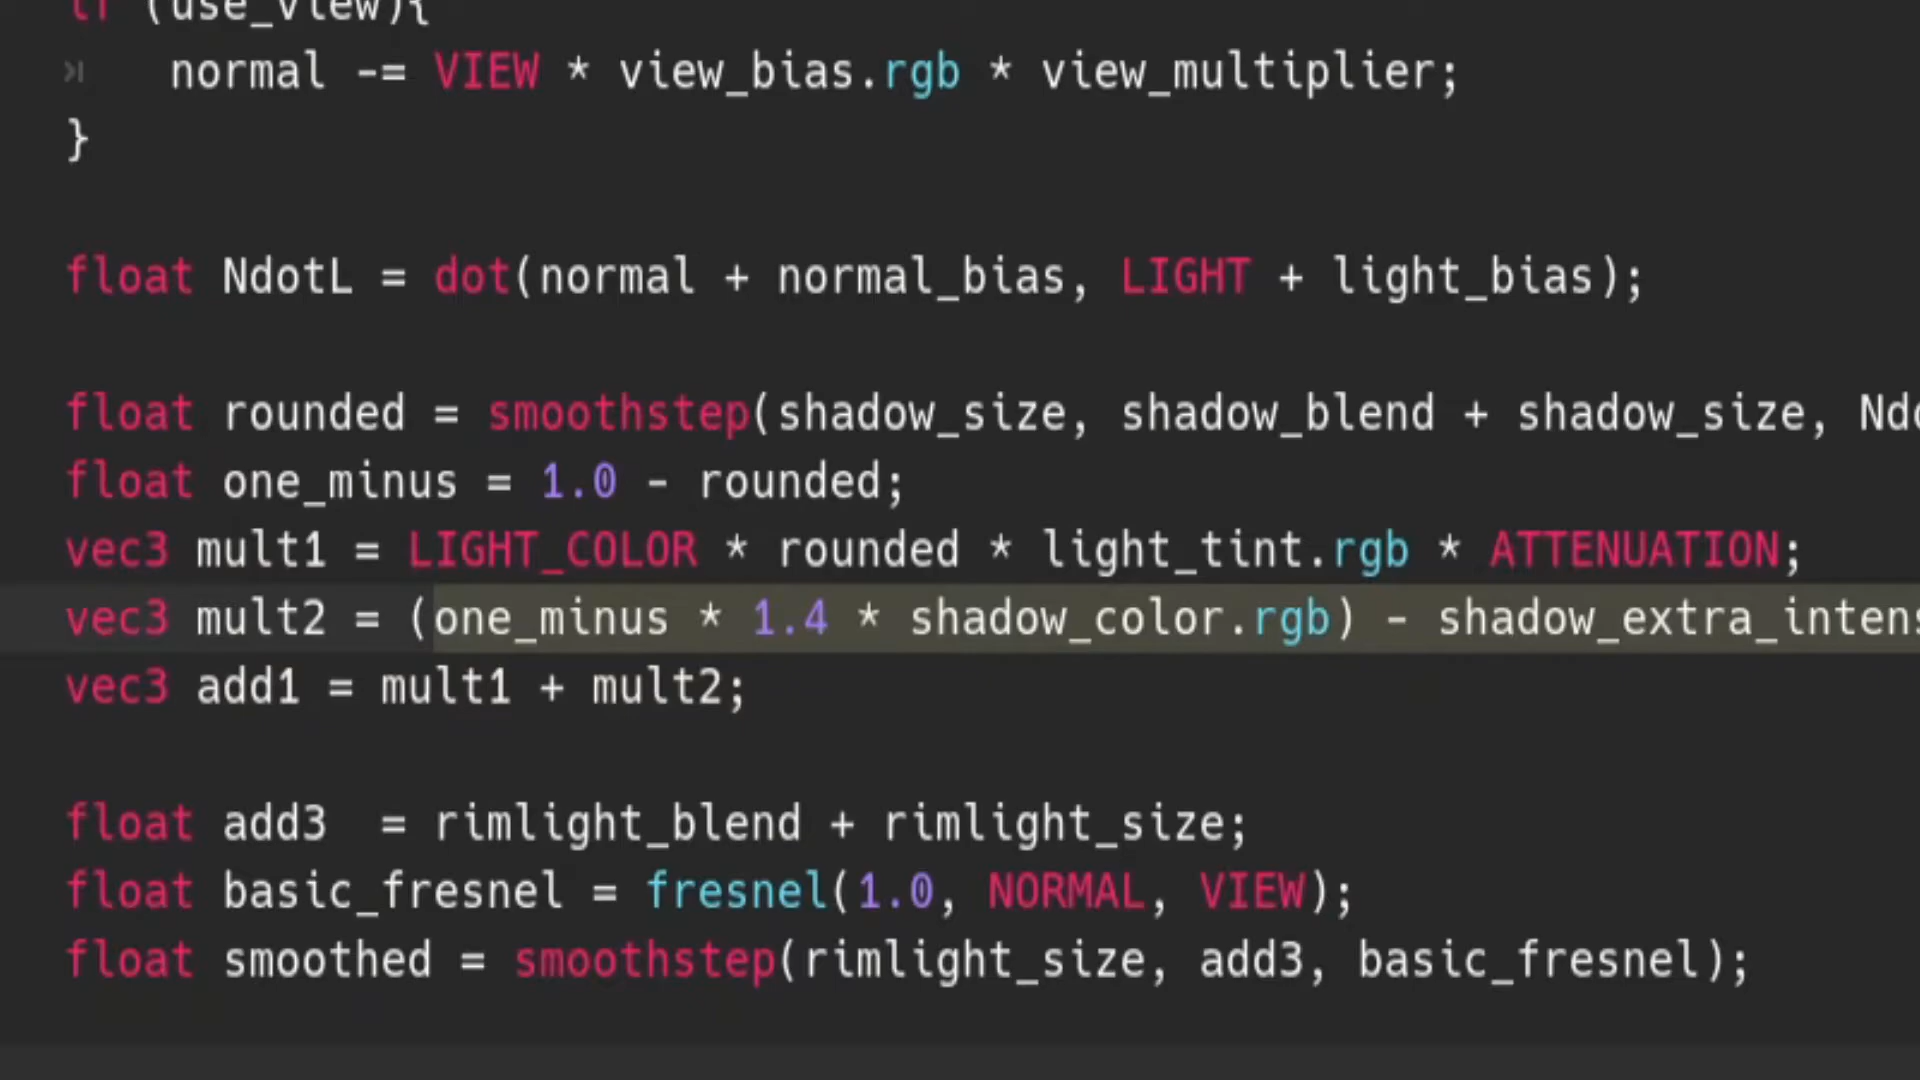 if (use_view){
normal -= VIEW * view_bias.rgb * view_multiplier;
}
float NdotL = dot(normal + normal_bias, LIGHT + light_bias);
float rounded = smoothstep(shadow_size, shadow_blend + shadow_size,
float one_minus = 1.0 - rounded;
vec3 mult1 = LIGHT_COLOR * rounded * light_tint.rgb * ATTENUATION;
vec3 mult2 = (one_minus * 1.4 * shadow_color.rgb) - shadow_extra_intens
vec3 add1 = mult1 + mult2;
float add3  = rimlight_blend + rimlight_size;
float basic_fresnel = fresnel(1.0, NORMAL, VIEW);
float smoothed = smoothstep(rimlight_size, add3, basic_fresnel);